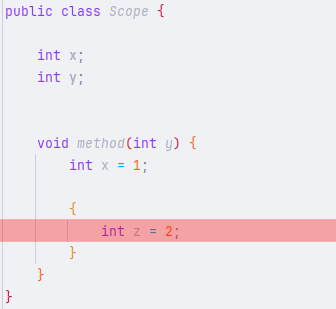 public class Scope {
int x;
int y;
void method(int y) {
int x = 1;
{
int z = 2;
}
}
}